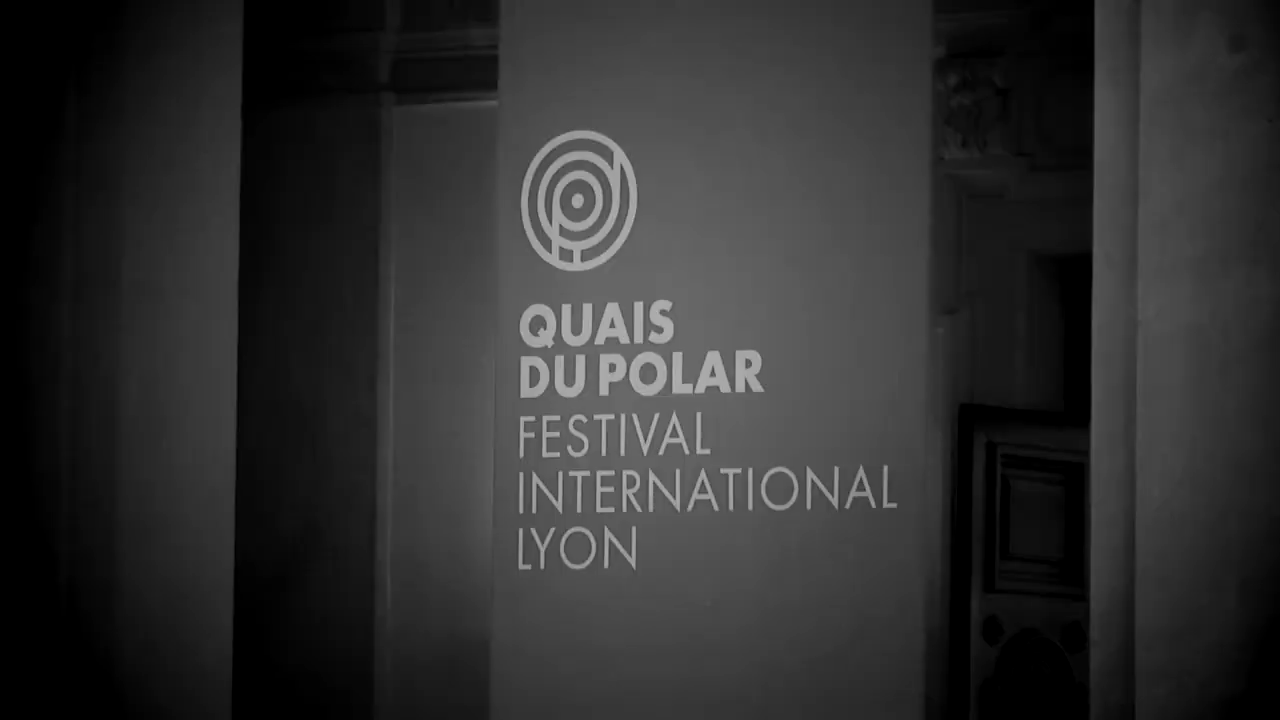 QUAIS
DU POLAR
FESTIVAL
INTERNATIONAL
LYON